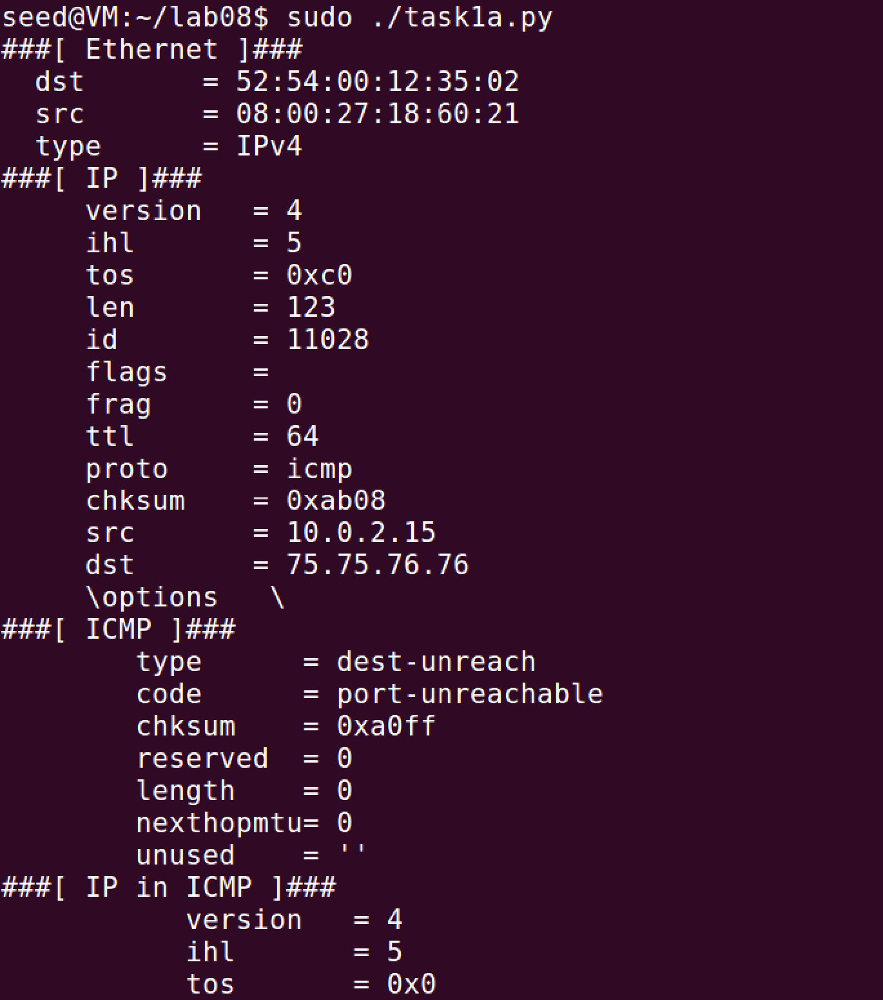 seed@VM:~/lab08$ sudo ./task1a.py
###[ Ethernet ]###
  dst       = 52:54:00:12:35:02
  src       = 08:00:27:18:60:21
  type      = IPv4
###[ IP ]###
     version   = 4
     ihl       = 5
     tos       = 0xc0
     len       = 123
     id        = 11028
     flags     =
     frag      = 0
     ttl       = 64
     proto     = icmp
     chksum    = 0xab08
     src       = 10.0.2.15
     dst       = 75.75.76.76
     \options   \
###[ ICMP ]###
        type      = dest-unreach
        code      = port-unreachable
        chksum    = 0xa0ff
        reserved  = 0
        length    = 0
        nexthopmtu= 0
        unused    = ''
###[ IP in ICMP ]###
           version   = 4
           ihl       = 5
           tos       = 0x0